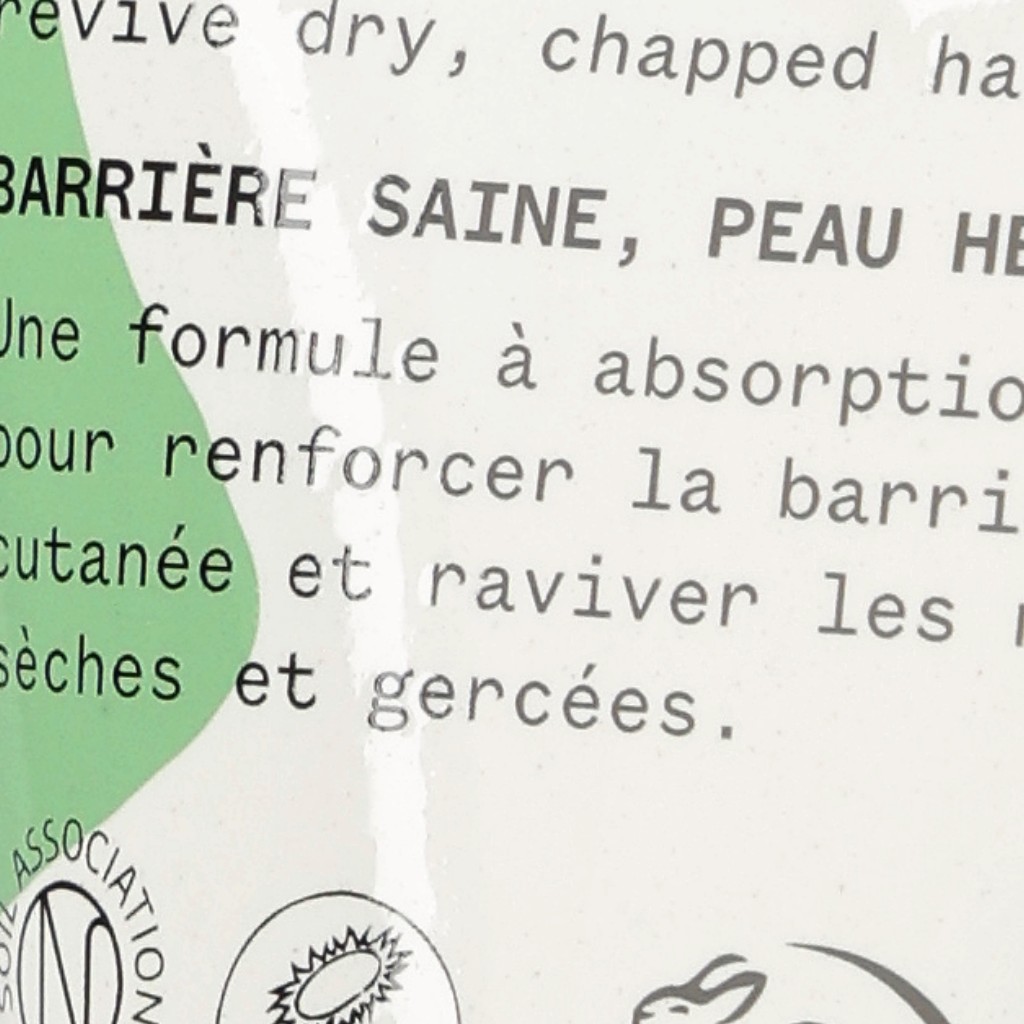 revive dry, chapped ha
BARRIÈRE SAINE, PEAU HE
Une formule à absorptio
pour renforcer la barri
cutanée et raviver les
sèches et gercées.
SOIL ASSOCIATION